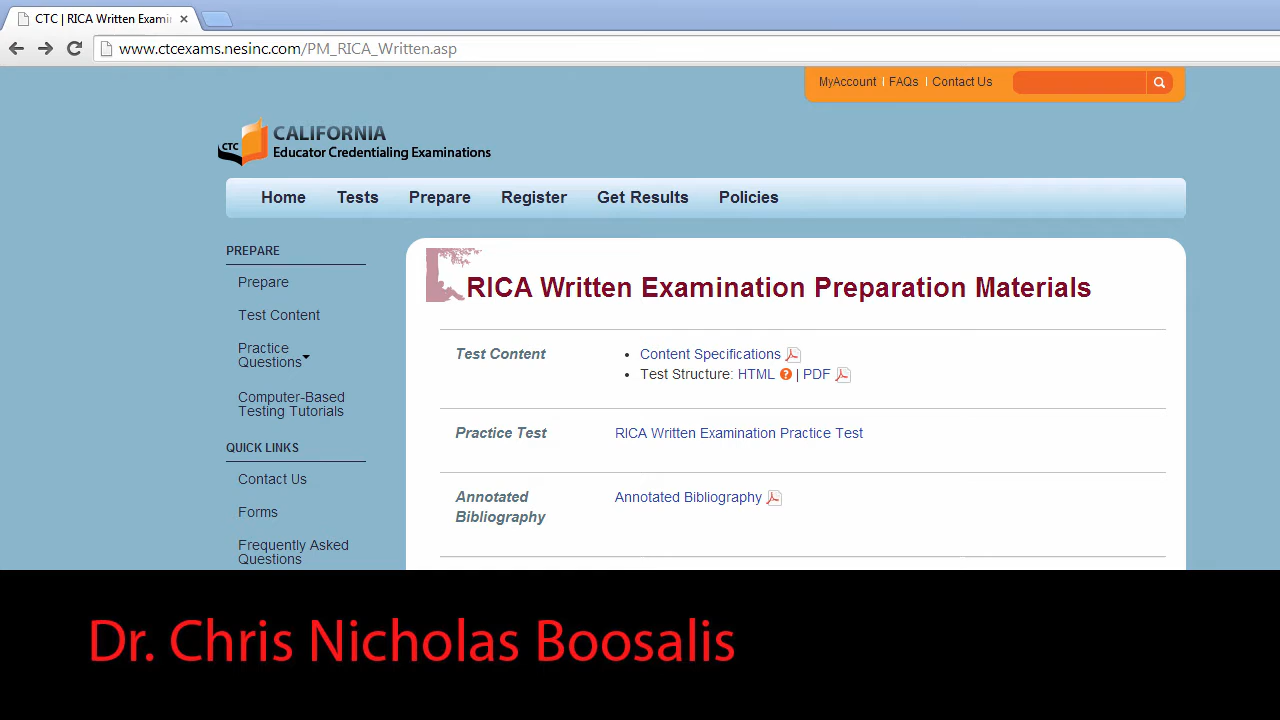 CTC | RICA Written Exami
www.ctcexams.nesinc.com/PM_RICA_Written.asp
MyAccount | FAQs | Contact Us
CTC
CALIFORNIA
Educator Credentialing Examinations
Home Tests Prepare Register Get Results Policies
PREPARE
Prepare
Test Content
Practice
Questions
Computer-Based
Testing Tutorials
QUICK LINKS
Contact Us
Forms
Frequently Asked
Questions
RICA Written Examination Preparation Materials
Test Content
• Content Specifications
• Test Structure: HTML ? | PDF
Practice Test
RICA Written Examination Practice Test
Annotated
Bibliography
Annotated Bibliography
Dr. Chris Nicholas Boosalis